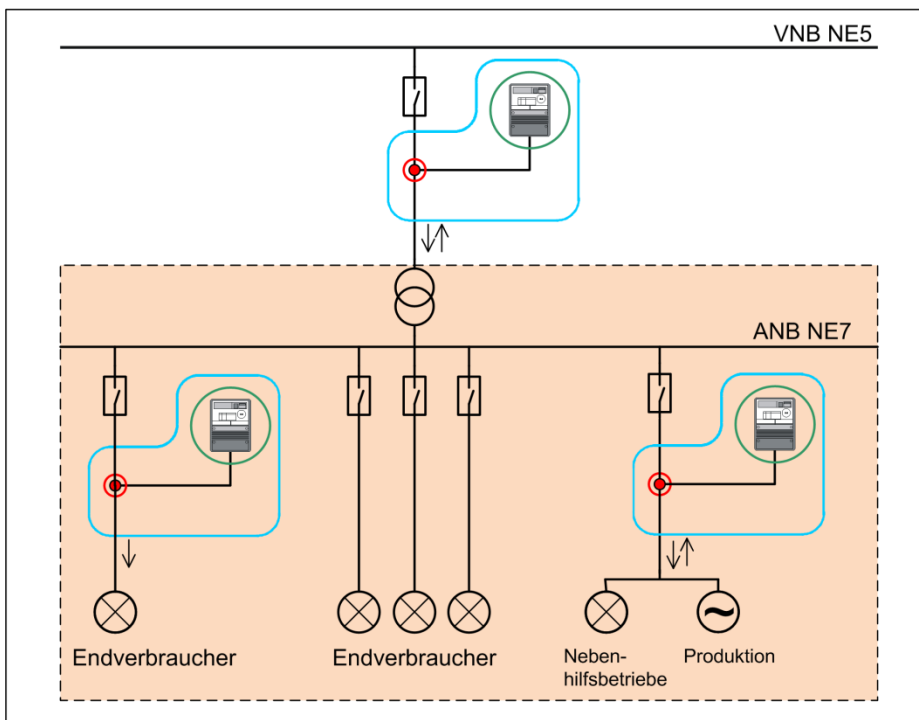 VNB NE5
ANB NE7
Endverbraucher
Endverbraucher
Neben-
hilfsbetriebe
Produktion